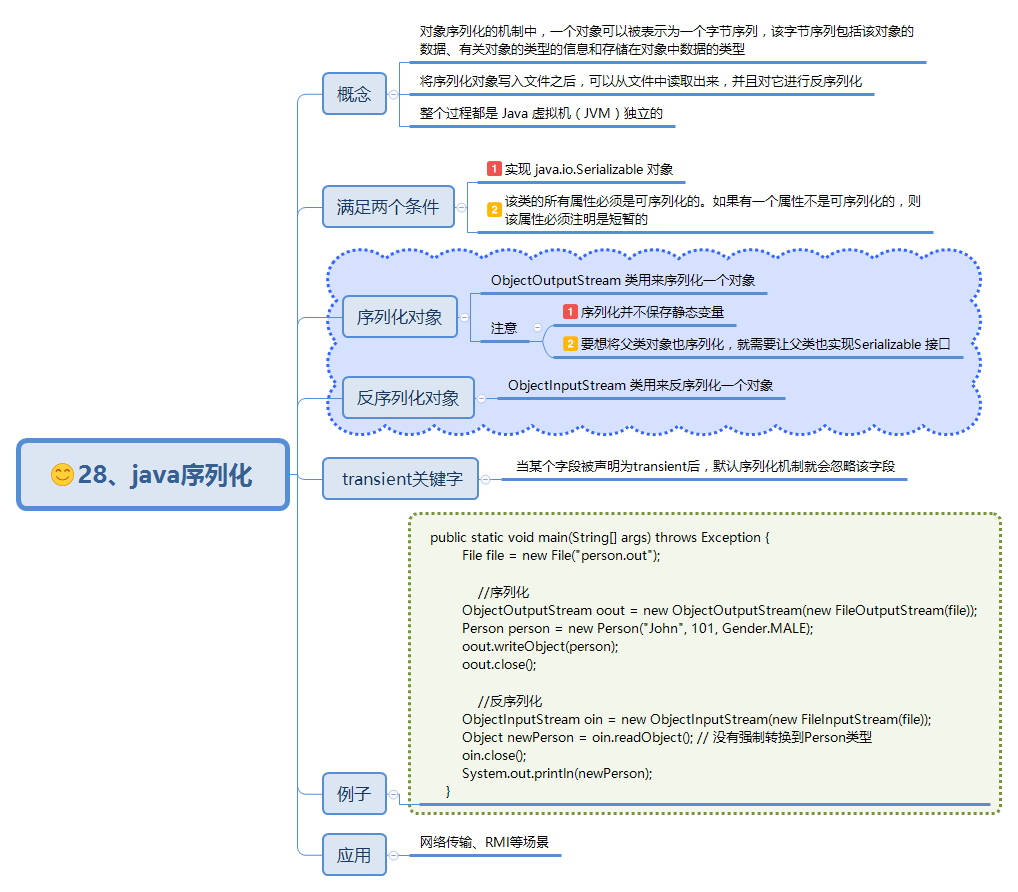 对象序列化的机制中，一个对象可以被表示为一个字节序列，该字节序列包括该对象的
数据、有关对象的类型的信息和存储在对象中数据的类型
概念
将序列化对象写入文件之后，可以从文件中读取出来，并且对它进行反序列化
整个过程都是 Java 虚拟机（JVM）独立的
满足两个条件
1 实现 java.io.Serializable 对象
2 该类的所有属性必须是可序列化的。如果有一个属性不是可序列化的，则
该属性必须注明是短暂的
序列化对象
ObjectOutputStream 类用来序列化一个对象
注意
1 序列化并不保存静态变量
2 要想将父类对象也序列化，就需要让父类也实现Serializable 接口
反序列化对象
ObjectInputStream 类用来反序列化一个对象
28、java序列化
transient关键字
当某个字段被声明为transient后，默认序列化机制就会忽略该字段
public static void main(String[] args) throws Exception {
File file = new File("person.out");
//序列化
ObjectOutputStream oout = new ObjectOutputStream(new FileOutputStream(file));
Person person = new Person("John", 101, Gender.MALE);
oout.writeObject(person);
oout.close();
//反序列化
ObjectInputStream oin = new ObjectInputStream(new FileInputStream(file));
Object newPerson = oin.readObject(); // 没有强制转换到Person类型
oin.close();
System.out.println(newPerson);
}
例子
应用
网络传输、RMI等场景